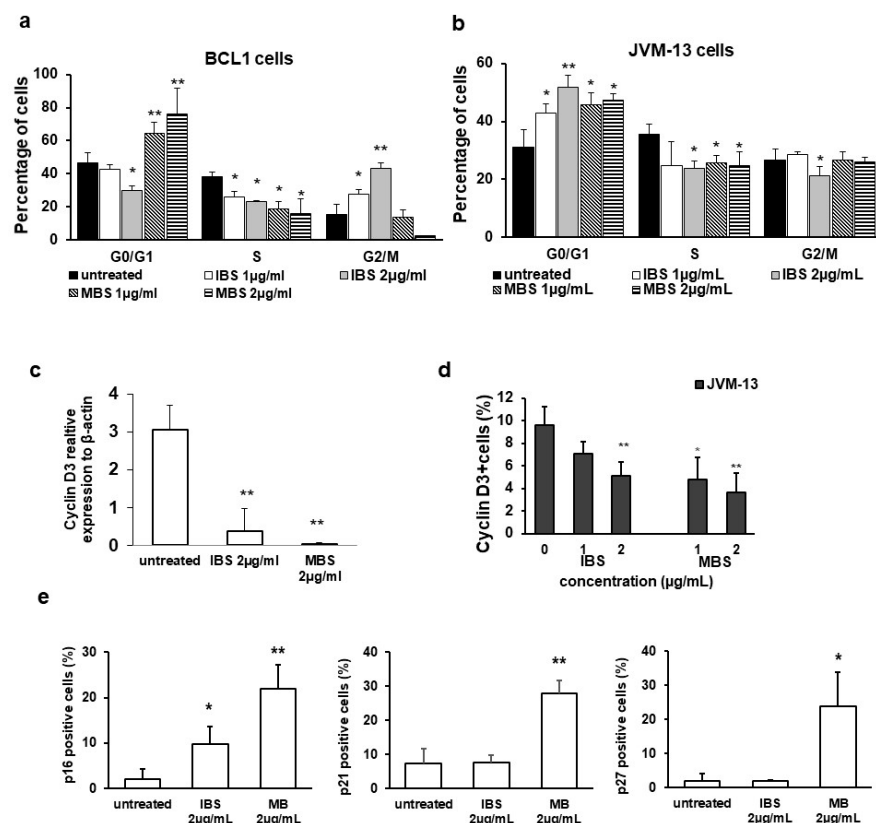 a
BCL1 cells
Percentage of cells
100
80
60
40
20
0
*
**
**
*
*
*
*
*
**
G0/G1
S
G2/M
untreated
IBS 1µg/ml
IBS 2µg/ml
MBS 1µg/ml
MBS 2µg/ml
b
JVM-13 cells
Percentage of cells
60
40
20
0
*
**
*
*
*
*
*
*
G0/G1
S
G2/M
untreated
IBS 1µg/mL
IBS 2µg/mL
MBS 1µg/mL
MBS 2µg/mL
c
Cyclin D3 realtive
expression to β-actin
4
3
2
1
0
**
**
untreated
IBS 2µg/ml
MBS
2µg/ml
d
JVM-13
Cyclin D3+cells (%)
12
10
8
6
4
2
0
**
*
**
0
1
2
1
2
IBS
MBS
concentration (µg/mL)
e
p16 positive cells (%)
30
20
10
0
*
**
untreated
IBS
2µg/mL
MB
2µg/mL
p21 positive cells (%)
40
30
20
10
0
**
untreated
IBS
2µg/mL
MB
2µg/mL
p27 positive cells (%)
40
30
20
10
0
*
untreated
IBS
2µg/mL
MB
2µg/mL